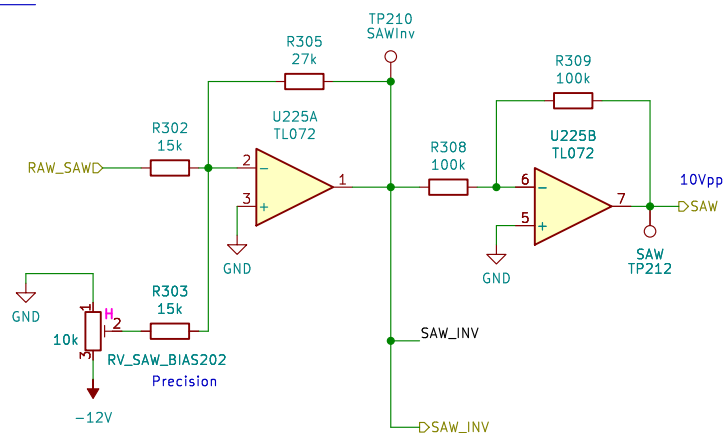 TP210
SAWInv
R305
27k
R309
100k
U225A
TL072
U225B
TL072
R302
15k
R308
100k
RAW_SAW
2
-
3
+
1
6
-
5
+
7
10Vpp
SAW
GND
GND
SAW
TP212
GND
1
H
2
3
10k
R303
15k
RV_SAW_BIAS202
Precision
-12V
SAW_INV
SAW_INV